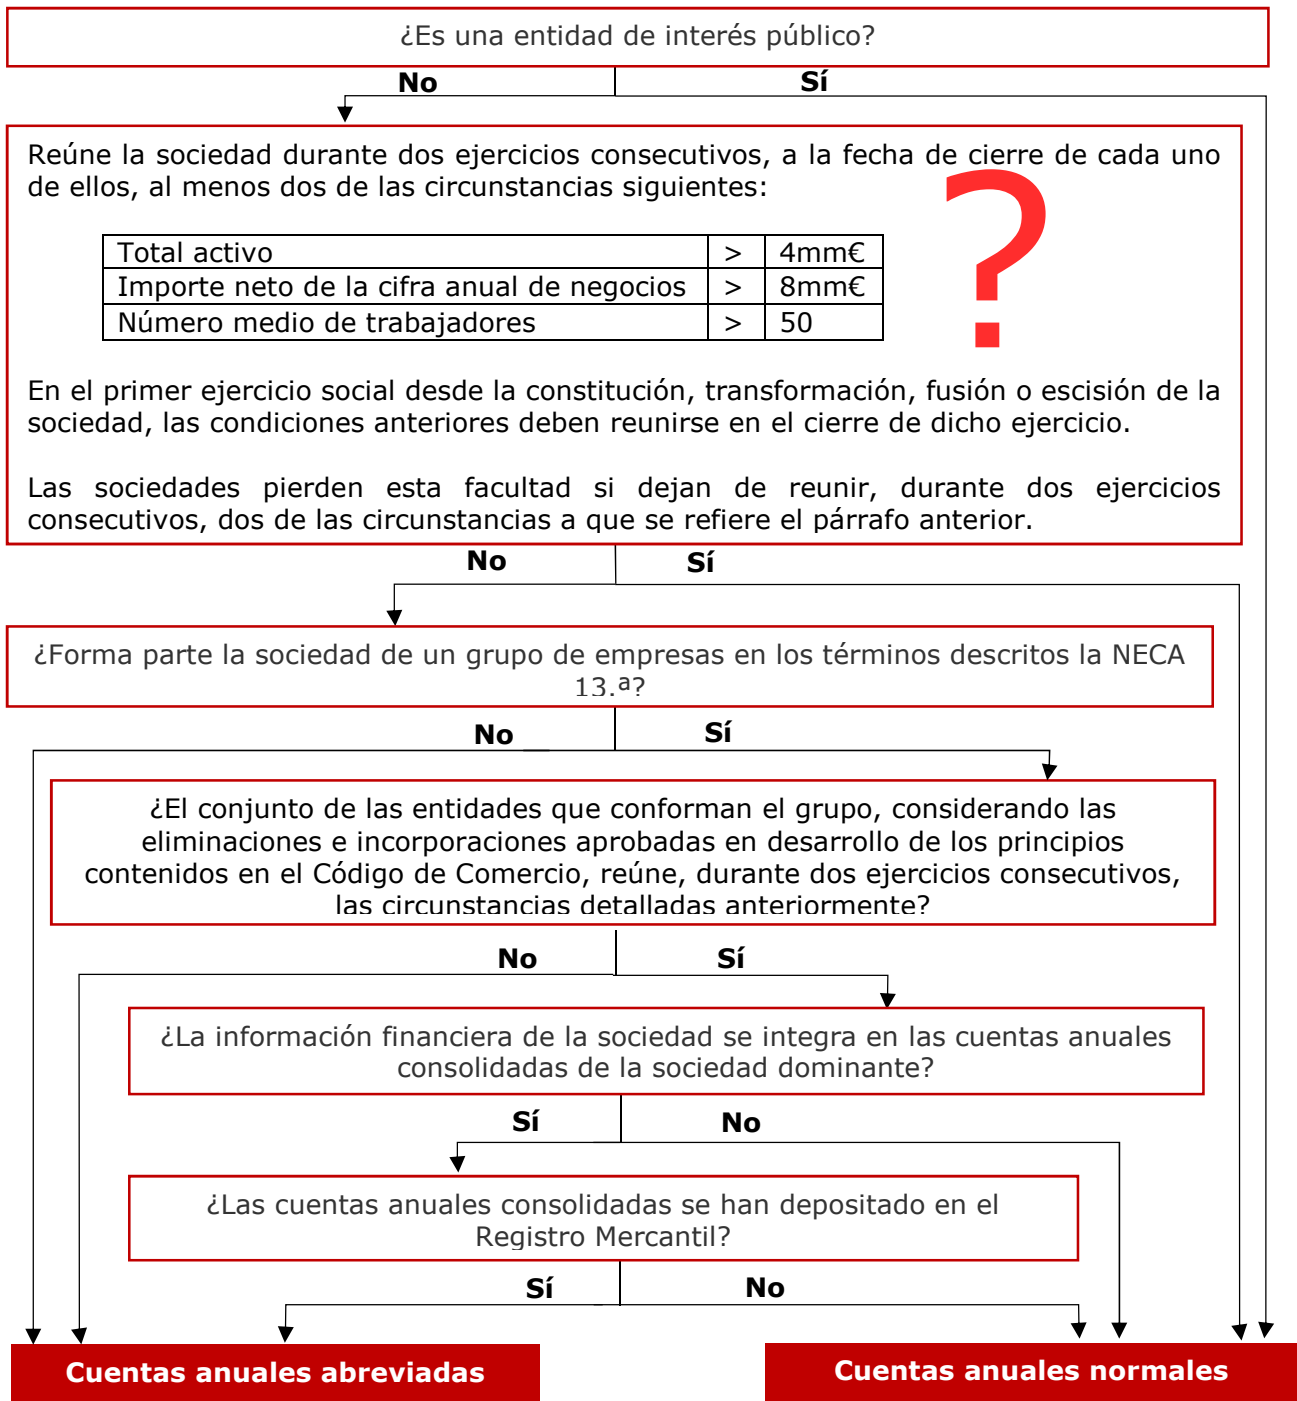 ¿Es una entidad de interés público?
No
Sí
Reúne la sociedad durante dos ejercicios consecutivos, a la fecha de cierre de cada uno
de ellos, al menos dos de las circunstancias siguientes:
Total activo > 4mm€
Importe neto de la cifra anual de negocios > 8mm€
Número medio de trabajadores > 50
?
En el primer ejercicio social desde la constitución, transformación, fusión o escisión de la
sociedad, las condiciones anteriores deben reunirse en el cierre de dicho ejercicio.
Las sociedades pierden esta facultad si dejan de reunir, durante dos ejercicios
consecutivos, dos de las circunstancias a que se refiere el párrafo anterior.
No
Sí
¿Forma parte la sociedad de un grupo de empresas en los términos descritos la NECA
13.ª?
No
Sí
¿El conjunto de las entidades que conforman el grupo, considerando las
eliminaciones e incorporaciones aprobadas en desarrollo de los principios
contenidos en el Código de Comercio, reúne, durante dos ejercicios consecutivos,
las circunstancias detalladas anteriormente?
No
Sí
¿La información financiera de la sociedad se integra en las cuentas anuales
consolidadas de la sociedad dominante?
Sí
No
¿Las cuentas anuales consolidadas se han depositado en el
Registro Mercantil?
Sí
No
Cuentas anuales abreviadas
Cuentas anuales normales